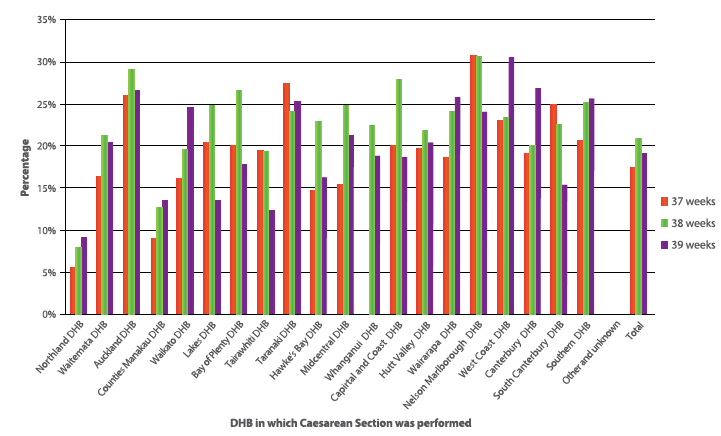 35%
30%
25%
20%
15%
10%
5%
0%
Percentage
37 weeks
38 weeks
39 weeks
Northland DHB
Waitemata DHB
Auckland DHB
Counties Manakau DHB
Waikato DHB
Lakes DHB
Bay of Plenty DHB
Tairawhiti DHB
Taranaki DHB
Hawke's Bay DHB
Midcentral DHB
Whanganui DHB
Capirtal and Coast DHB
Hutt Valley DHB
Wairarapa DHB
Nelson Marlborough DHB
West Coast DHB
Canterbury DHB
South Canterbury DHB
Southern DHB
Other and unknown
Total
DHB in which Caesarean Section was performed